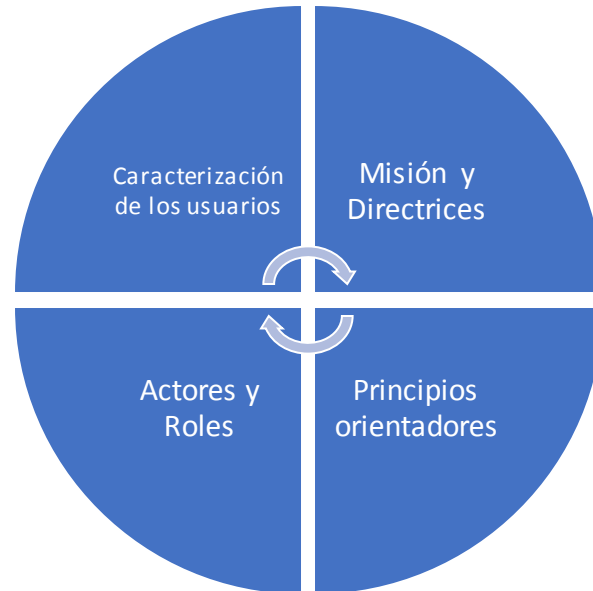 Caracterización
de los usuarios
Misión y
Directrices
Actores y
Roles
Principios
orientadores